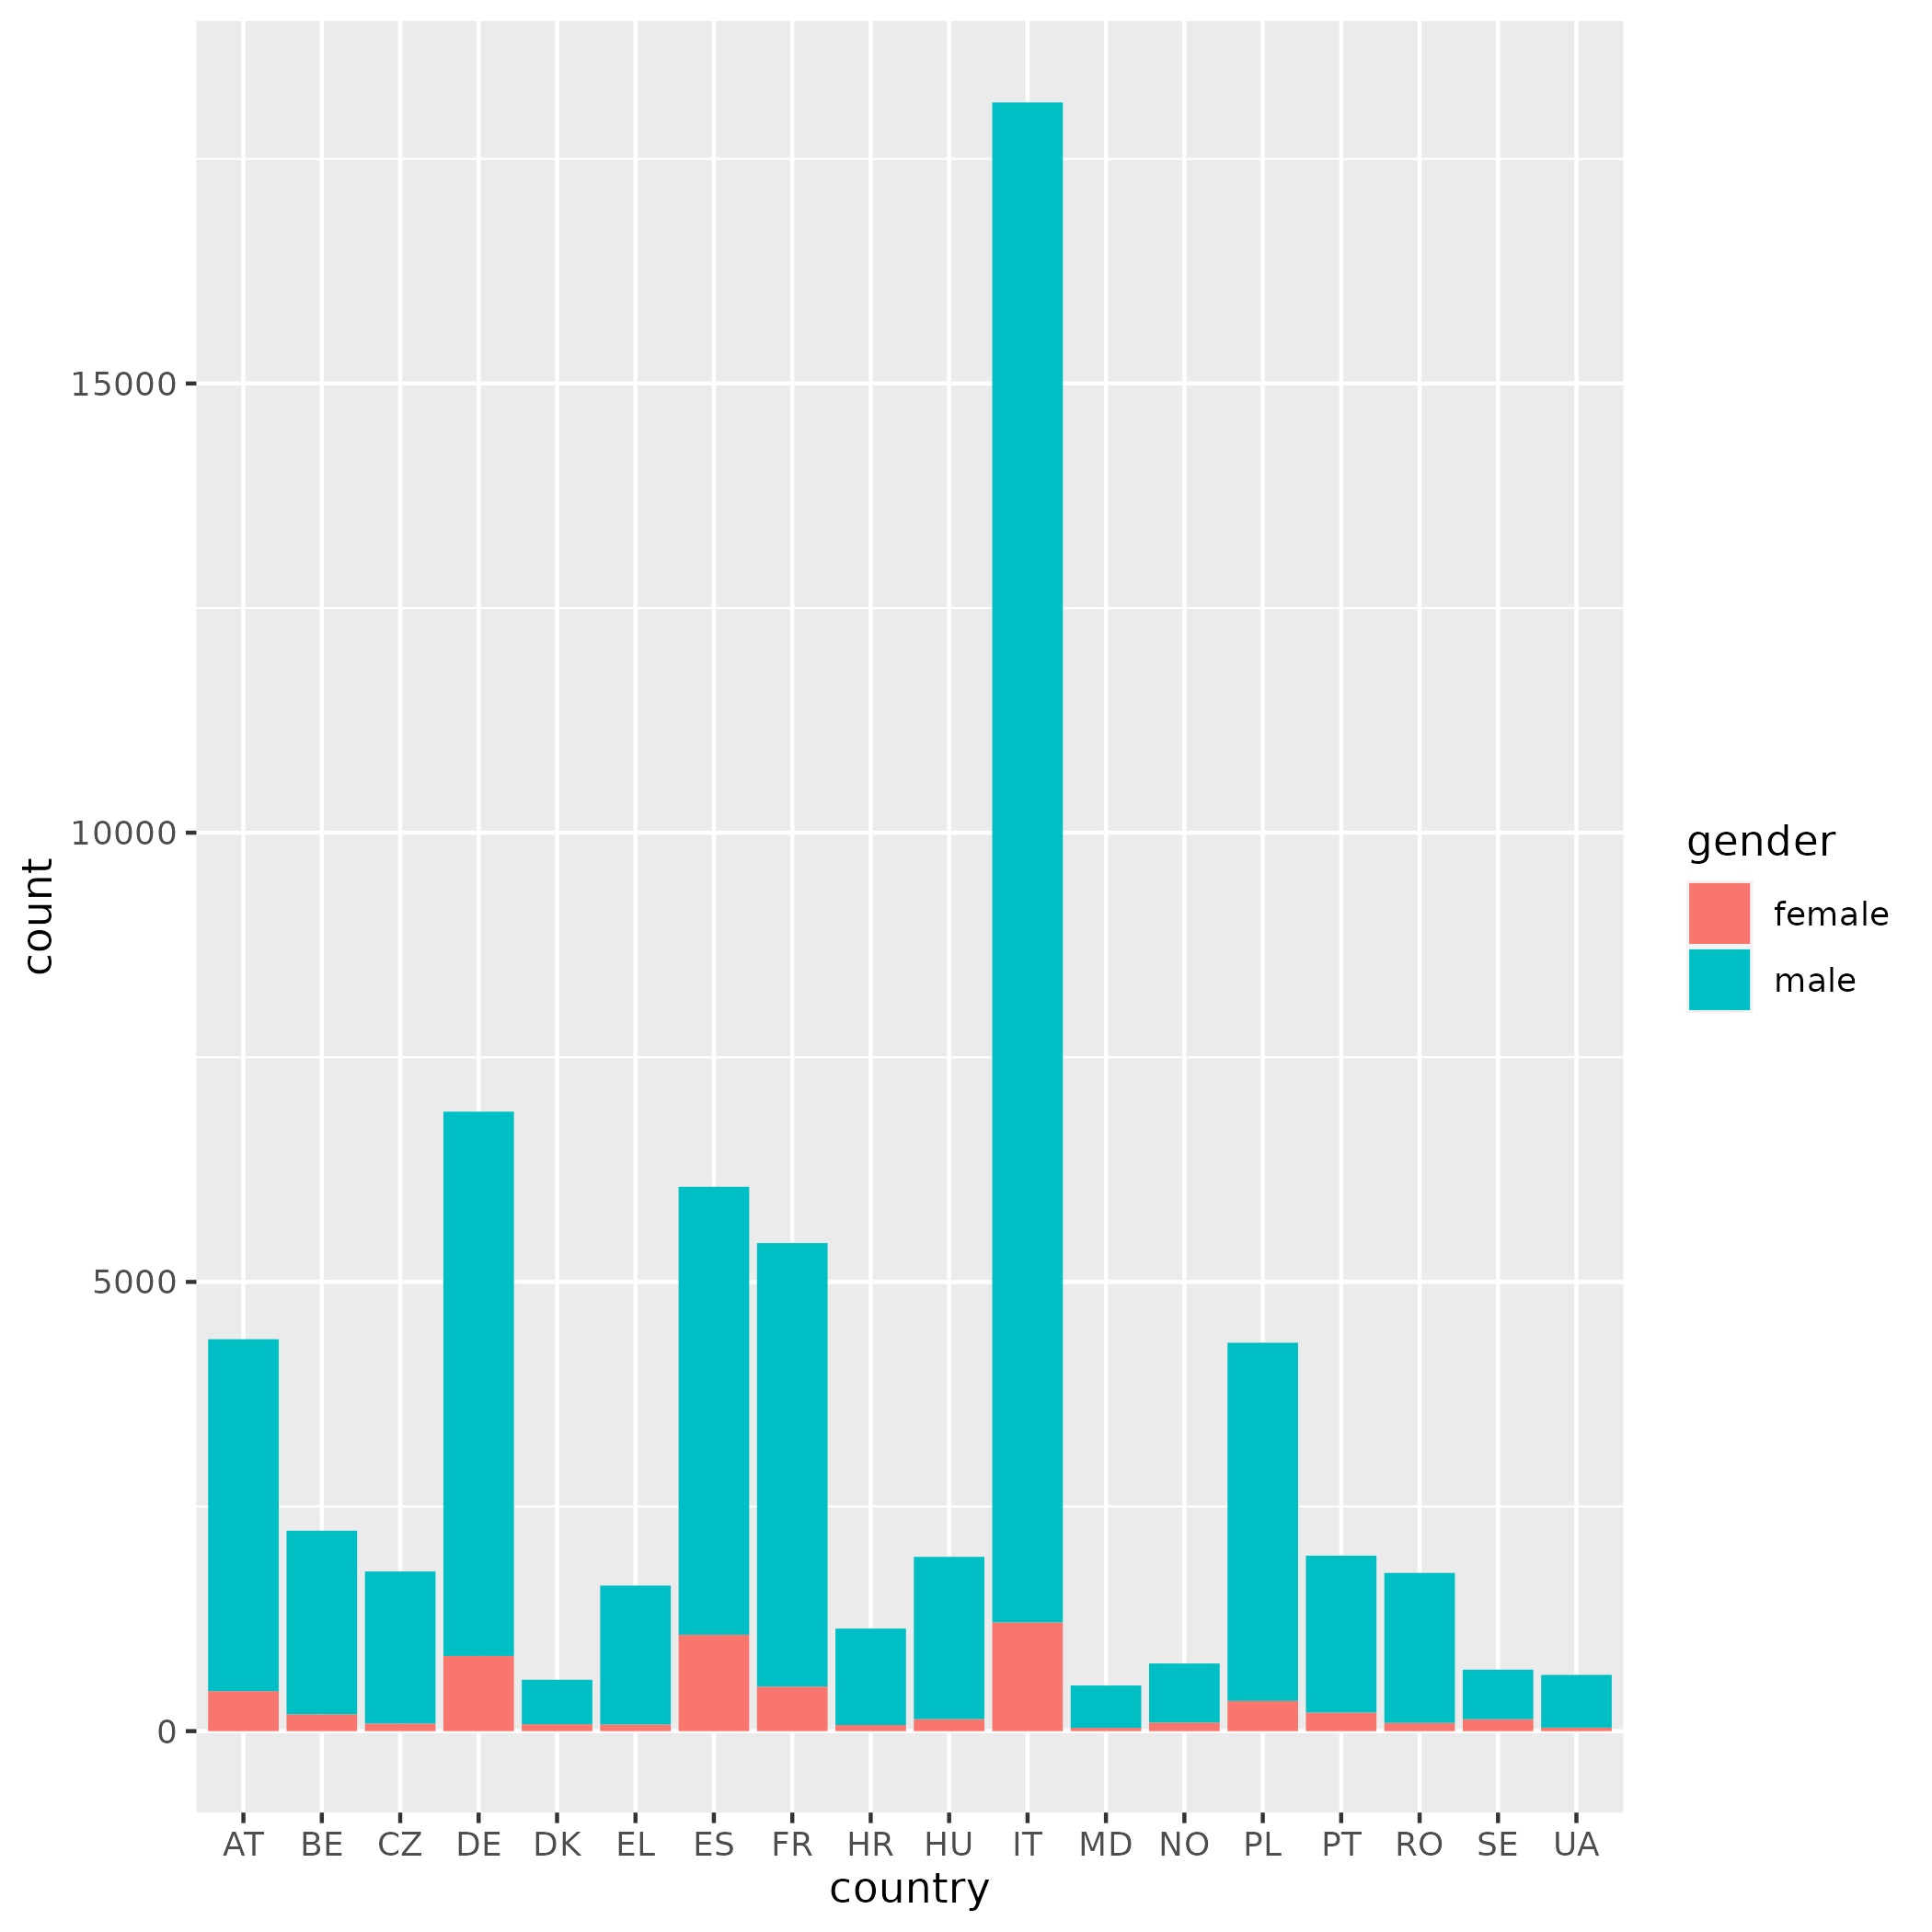 15000
10000
5000
0
count
AT BE CZ DE DK EL ES FR HR HU IT MD NO PL PT RO SE UA
country
gender
female
male